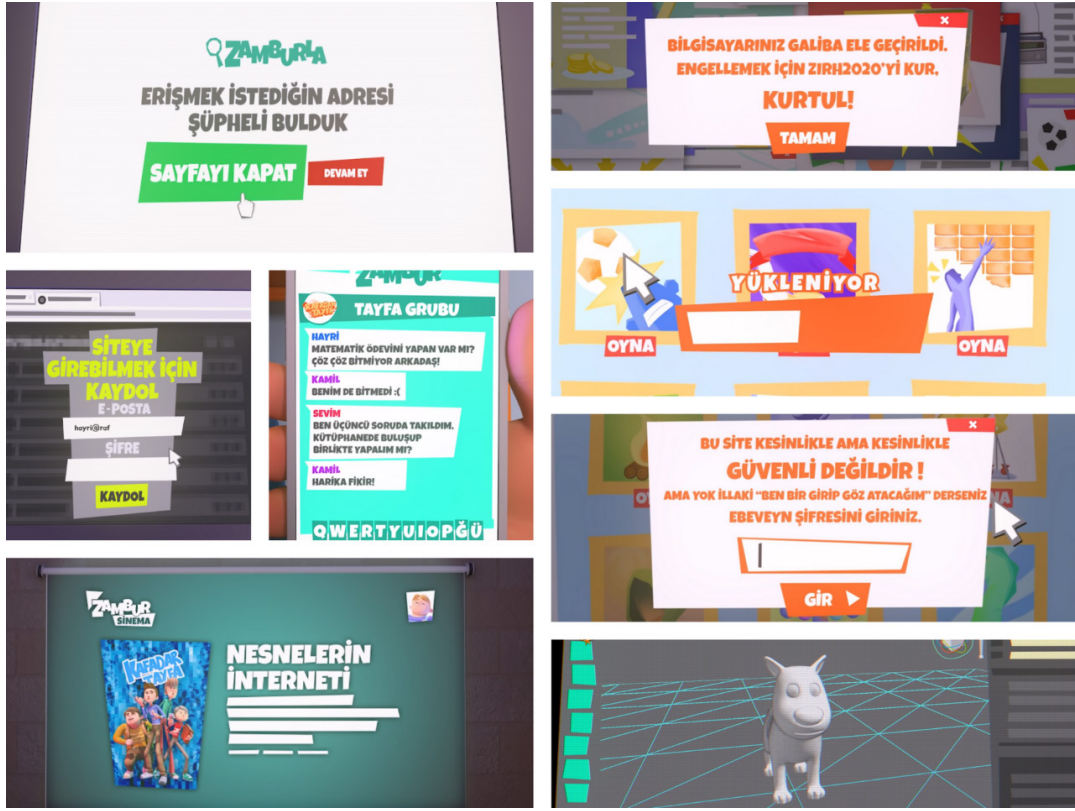 ZAMBURLA
ERİŞMEK İSTEDİĞİN ADRESİ
ŞÜPHELİ BULDUK
SAYFAYI KAPAT
DEVAM ET
BİLGİSAYARINIZ GALİBA ELE GEÇİRİLDİ.
ENGELLEMEK İÇİN ZIRH2020'Yİ KUR.
KURTUL!
TAMAM
YÜKLENİYOR
OYNA
OYNA
SİTEYE
GİREBİLMEK İÇİN
KAYDOL
E-POSTA
hayri@raf
ŞİFRE
KAYDOL
ZAMBUR
KAFADAR
TAYFA
TAYFA GRUBU
HAYRİ
MATEMATİK ÖDEVİNİ YAPAN VAR MI?
ÇÖZ ÇÖZ BİTMİYOR ARKADAŞ!
KAMİL
BENİM DE BİTMEDİ :(
SEVİM
BEN ÜÇÜNCÜ SORUDA TAKILDIM.
KÜTÜPHANEDE BULUŞUP
BİRLİKTE YAPALIM MI?
KAMİL
HARİKA FİKİR!
QWERTYUIOPĞÜ
BU SİTE KESİNLİKLE AMA KESİNLİKLE
GÜVENLİ DEĞİLDİR !
AMA YOK İLLAKİ "BEN BİR GİRİP GÖZ ATACAĞIM" DERSENİZ
EBEVEYN ŞİFRESİNİ GİRİNİZ.
GİR
ZAMBUR
SİNEMA
KAFADAR
TAYFA
NESNELERİN
İNTERNETİ